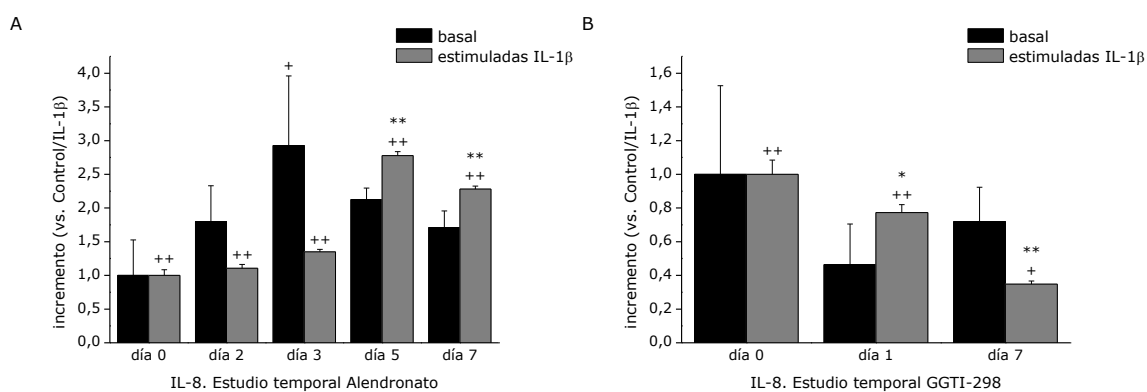 A
basal
estimuladas IL-1β
incremento (vs. Control/IL-1β)
4,0
3,5
3,0
2,5
2,0
1,5
1,0
0,5
0,0
+
++
++
++
**
++
**
++
día 0
día 2
día 3
día 5
día 7
IL-8. Estudio temporal Alendronato
B
basal
estimuladas IL-1β
incremento (vs. Control/IL-1β)
1,6
1,4
1,2
1,0
0,8
0,6
0,4
0,2
0,0
++
*
++
**
+
día 0
día 1
día 7
IL-8. Estudio temporal GGTI-298